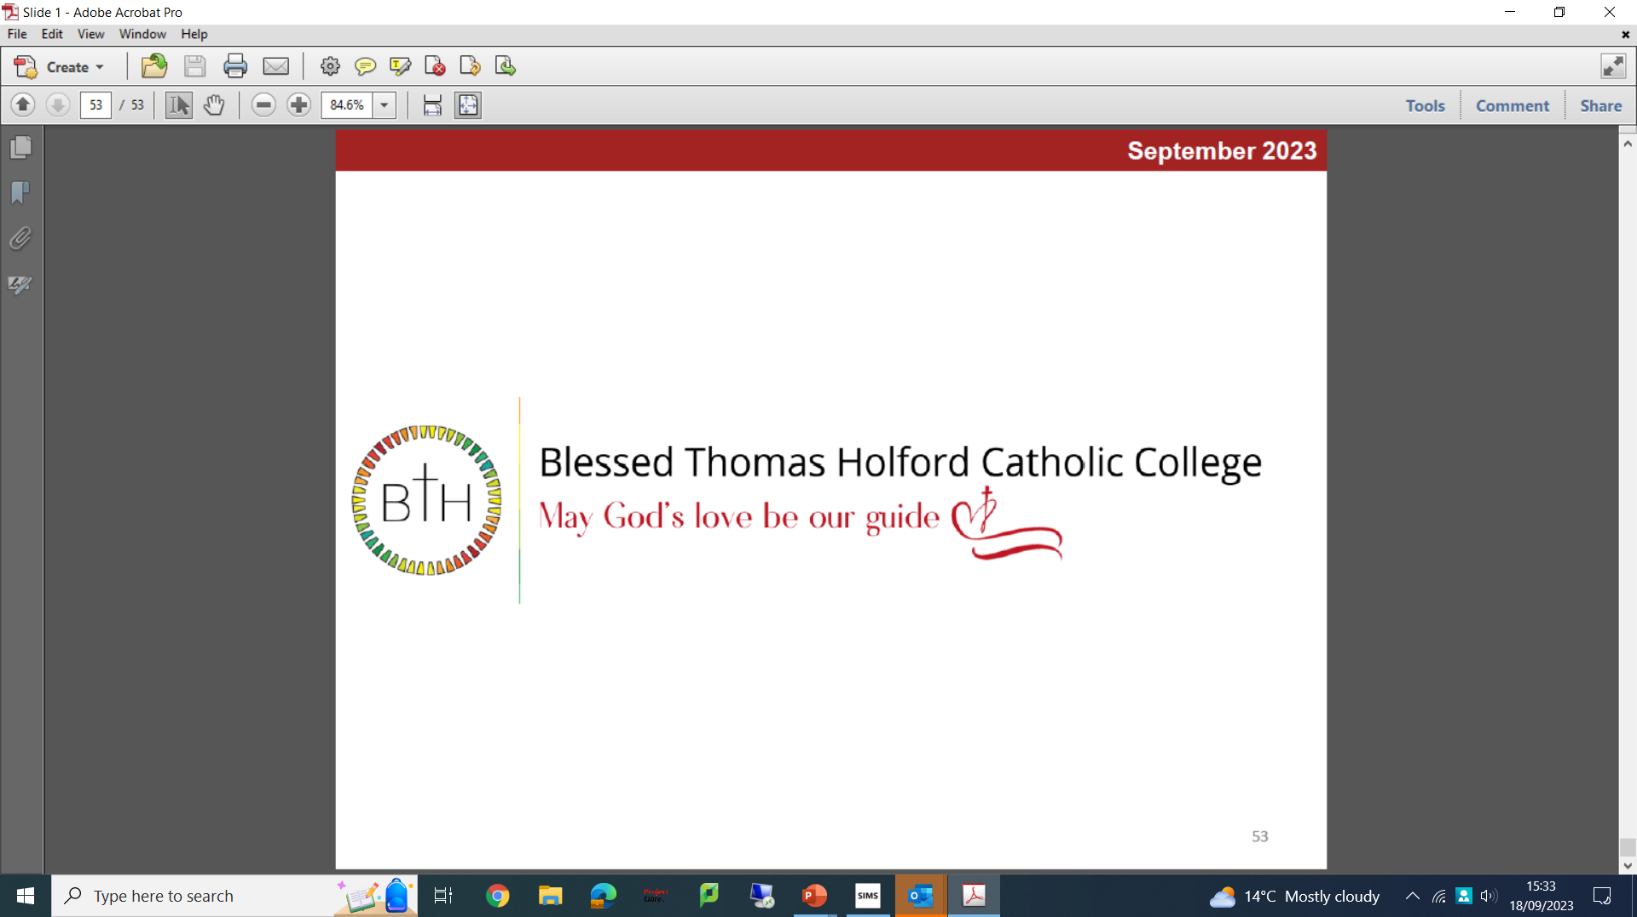 Slide 1 - Adobe Acrobat Pro
File Edit View Window Help
Create
53 / 53
84.6%
Tools Comment Share
September 2023
BTH
Blessed Thomas Holford Catholic College
May God's love be our guide
53
Type here to search
SIMS
14°C Mostly cloudy
15:33
18/09/2023